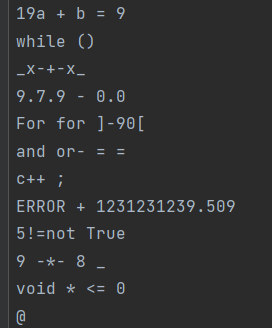 19a + b = 9
while ()
_x-+-x_
9.7.9 - 0.0
For for ]-90[
and or- = =
c++ ;
ERROR + 1231231239.509
5!=not True
9 -*- 8 _
void * <= 0
@